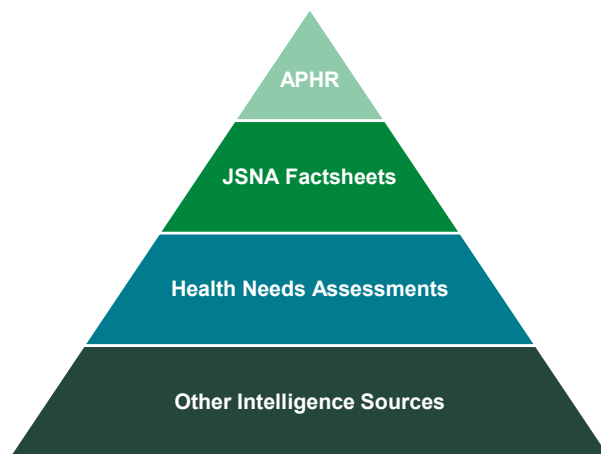 APHR
JSNA Factsheets
Health Needs Assessments
Other Intelligence Sources